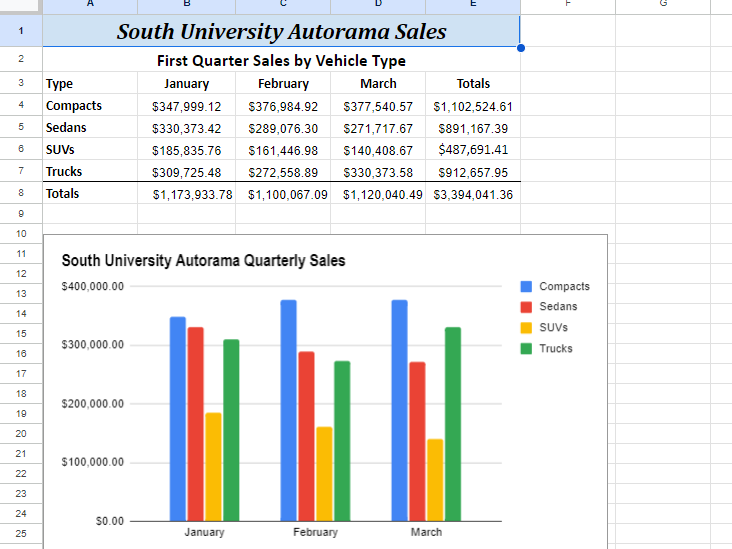 A B C D E F G
1 South University Autorama Sales
2 First Quarter Sales by Vehicle Type
3 Type January February March Totals
4 Compacts $347,999.12 $376,984.92 $377,540.57 $1,102,524.61
5 Sedans $330,373.42 $289,076.30 $271,717.67 $891,167.39
6 SUVs $185,835.76 $161,446.98 $140,408.67 $487,691.41
7 Trucks $309,725.48 $272,558.89 $330,373.58 $912,657.95
8 Totals $1,173,933.78 $1,100,067.09 $1,120,040.49 $3,394,041.36
9
10
11
12
13
14
15
16
17
18
19
20
21
22
23
24
25
South University Autorama Quarterly Sales
$400,000.00
$300,000.00
$200,000.00
$100,000.00
$0.00
January February March
Compacts
Sedans
SUVs
Trucks